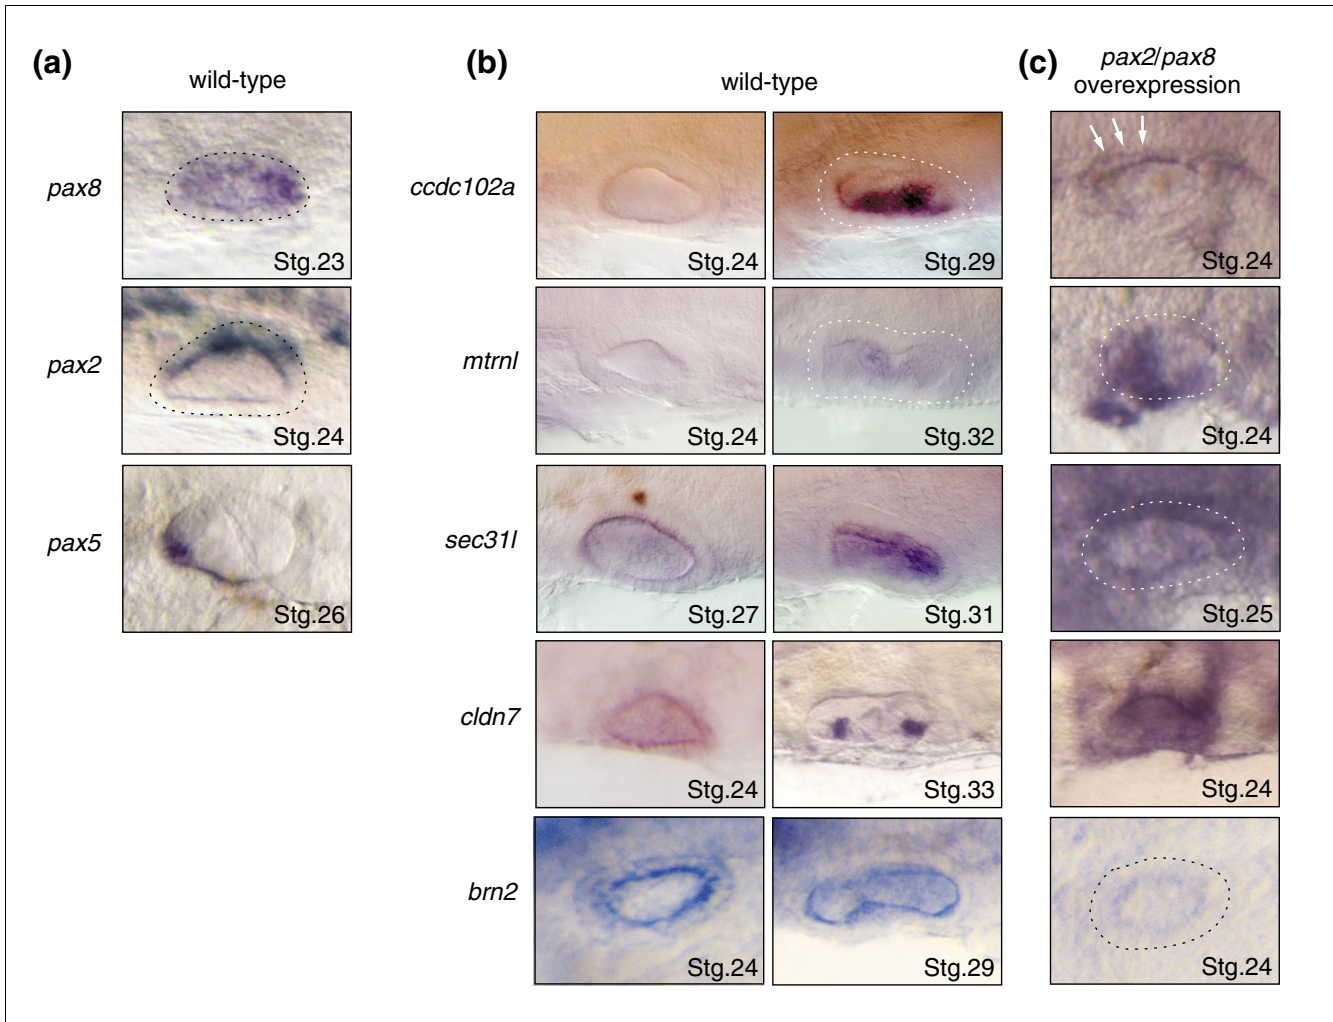 (a)
wild-type
pax8
Stg.23
pax2
Stg.24
pax5
Stg.26
(b)
wild-type
ccdc102a
Stg.24
Stg.29
mtrnl
Stg.24
Stg.32
sec31l
Stg.27
Stg.31
cldn7
Stg.24
Stg.33
brn2
Stg.24
Stg.29
(c)
pax2/pax8
overexpression
Stg.24
Stg.24
Stg.25
Stg.24
Stg.24